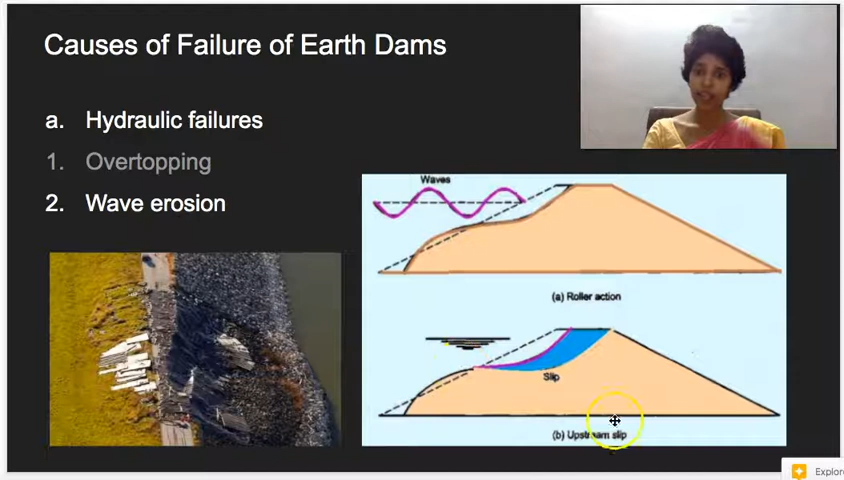 Causes of Failure of Earth Dams
a. Hydraulic failures
1. Overtopping
2. Wave erosion
Waves
(a) Roller action
Slip
(b) Upstream slip
Explore